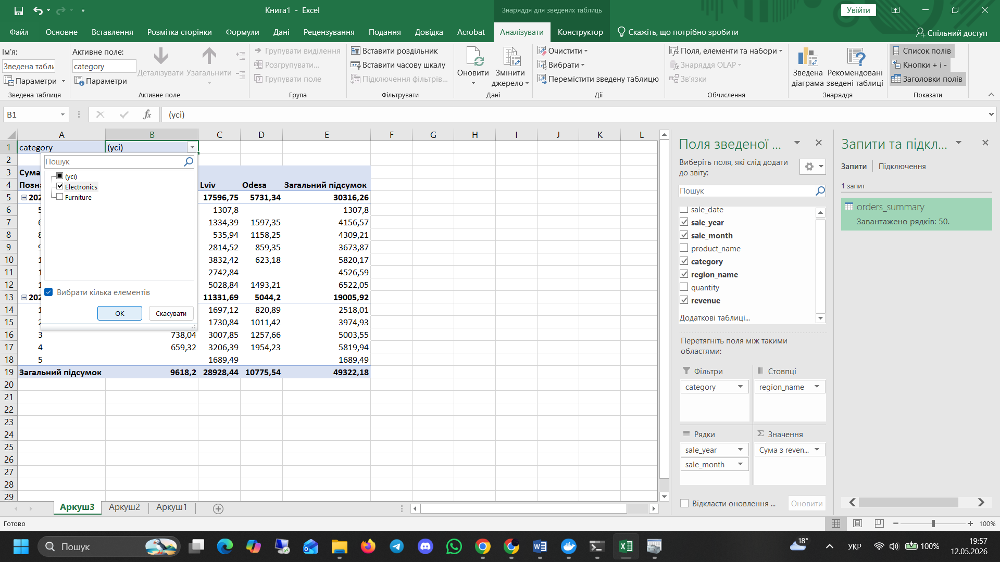 Книга1 - Excel
Знаряддя для зведених таблиць
Увійти
Файл
Основне
Вставлення
Розмітка сторінки
Формули
Дані
Рецензування
Подання
Довідка
Acrobat
Аналізувати
Конструктор
Скажіть, що потрібно зробити
Спільний доступ
Ім'я:
Зведена табли
Параметри
Зведена таблиця
Активне поле:
category
Параметри
Деталізувати
Узагальнити
Активне поле
Групувати виділення
Розгрупувати...
Групувати поле
Група
Вставити роздільник
Вставити часову шкалу
Підключення фільтрів...
Фільтрувати
Оновити
Змінити
джерело
Дані
Очистити
Вибрати
Перемістити зведену таблицю
Дії
Поля, елементи та набори
Знаряддя OLAP
Зв'язки
Обчислення
Зведена
діаграма
Рекомендовані
зведені таблиці
Знаряддя
Список полів
Кнопки + і -
Заголовки полів
Показати
B1
fx
(усі)
A B C D E F G H I J K L
1 category (усі)
2
3 Сума
4 Позна Lviv Odesa Загальний підсумок
5 202 17596,75 5731,34 30316,26
6 5 1307,8 1307,8
7 6 1334,39 1597,35 4156,57
8 8 535,94 1158,25 4309,21
9 9 2814,52 859,35 3673,87
10 1 3832,42 623,18 5820,17
11 1 2742,84 4526,59
12 1 5028,84 1493,21 6522,05
13 202 11331,69 5044,2 19005,92
14 1 1697,12 820,89 2518,01
15 2 1730,84 1011,42 3974,93
16 3 738,04 3007,85 1257,66 5003,55
17 4 659,32 3206,39 1954,23 5819,94
18 5 1689,49 1689,49
19 Загальний підсумок 9618,2 28928,44 10775,54 49322,18
20
21
22
23
24
25
26
27
28
29
Пошук
(усі)
Electronics
Furniture
Вибрати кілька елементів
ОК
Скасувати
Поля зведеної ...
Виберіть поля, які слід додати
до звіту:
Пошук
sale_date
sale_year
sale_month
product_name
category
region_name
quantity
revenue
Додаткові таблиці...
Перетягніть поля між такими
областями:
Фільтри
category
Стовпці
region_name
Рядки
sale_year
sale_month
Σ Значення
Сума з reven...
Відкласти оновлення ...
Оновити
Запити та підкл...
Запити
Підключення
1 запит
orders_summary
Завантажено рядків: 50.
Аркуш3
Аркуш2
Аркуш1
Готово
100%
Пошук
18°
УКР
100%
19:57
12.05.2026